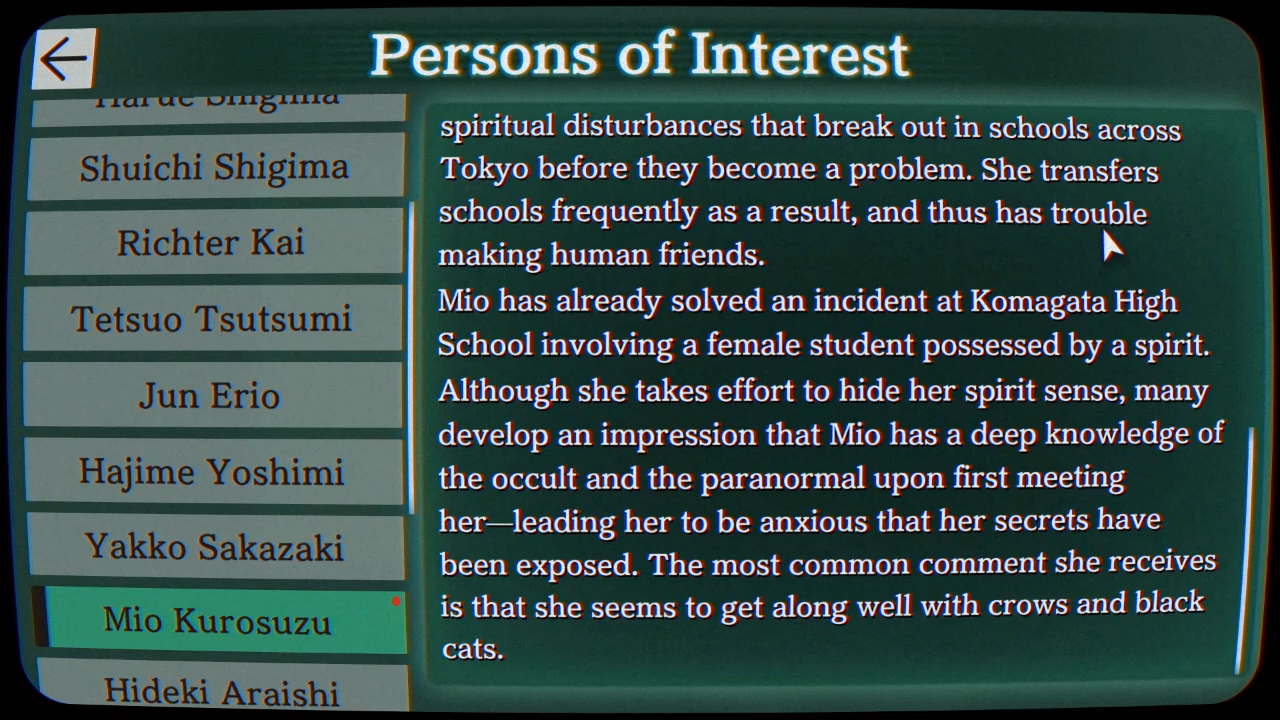 Persons of Interest
Harue Shigima
Shuichi Shigima
Richter Kai
Tetsuo Tsutsumi
Jun Erio
Hajime Yoshimi
Yakko Sakazaki
Mio Kurosuzu
Hideki Araishi
spiritual disturbances that break out in schools across
Tokyo before they become a problem. She transfers
schools frequently as a result, and thus has trouble
making human friends.
Mio has already solved an incident at Komagata High
School involving a female student possessed by a spirit.
Although she takes effort to hide her spirit sense, many
develop an impression that Mio has a deep knowledge of
the occult and the paranormal upon first meeting
her—leading her to be anxious that her secrets have
been exposed. The most common comment she receives
is that she seems to get along well with crows and black
cats.